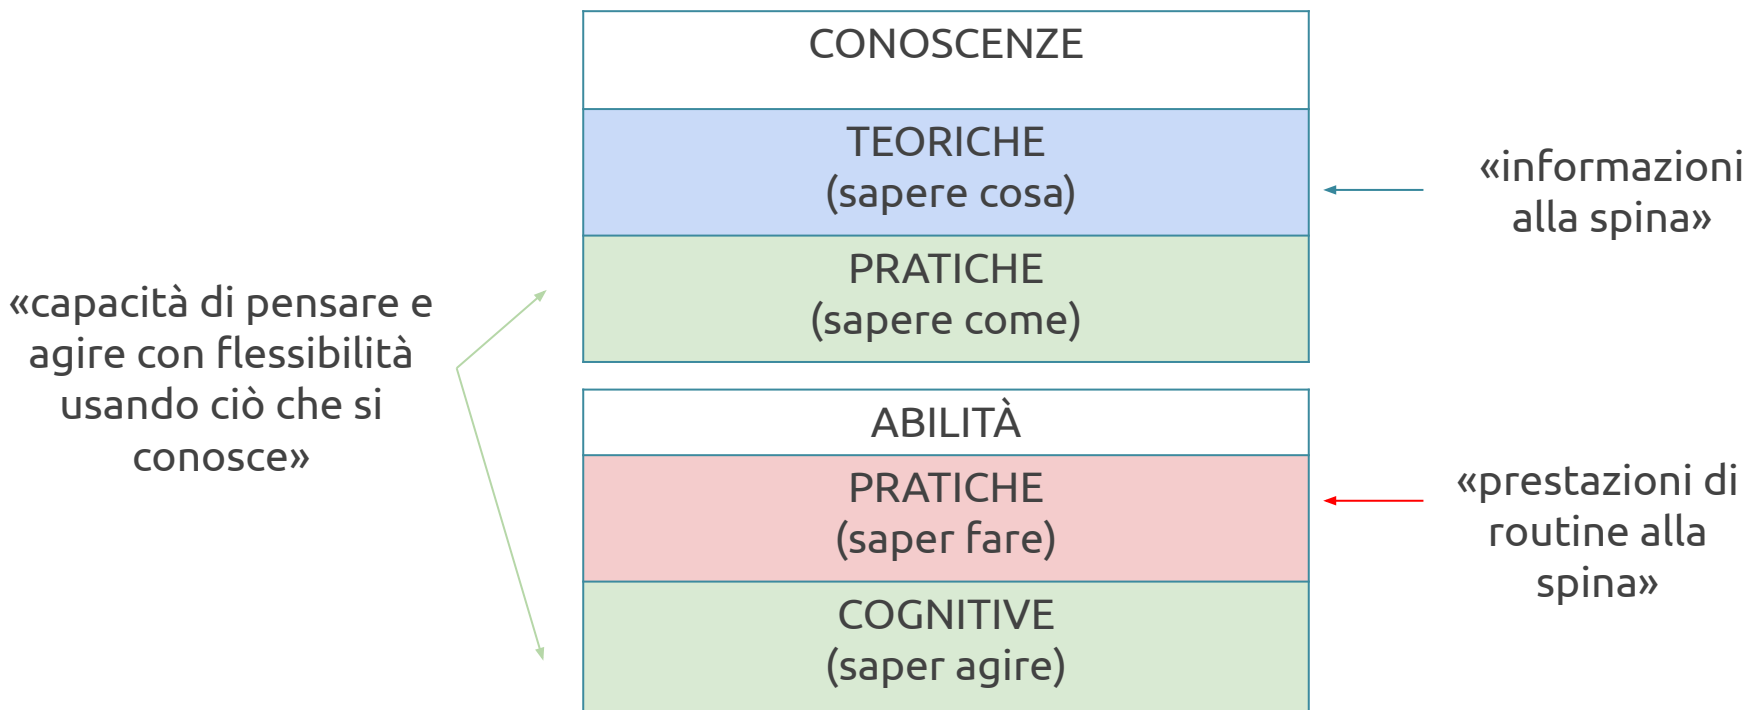 CONOSCENZE
TEORICHE
(sapere cosa)
PRATICHE
(sapere come)
«informazioni
alla spina»
«capacità di pensare e
agire con flessibilità
usando ciò che si
conosce»
ABILITÀ
PRATICHE
(saper fare)
COGNITIVE
(saper agire)
«prestazioni di
routine alla
spina»